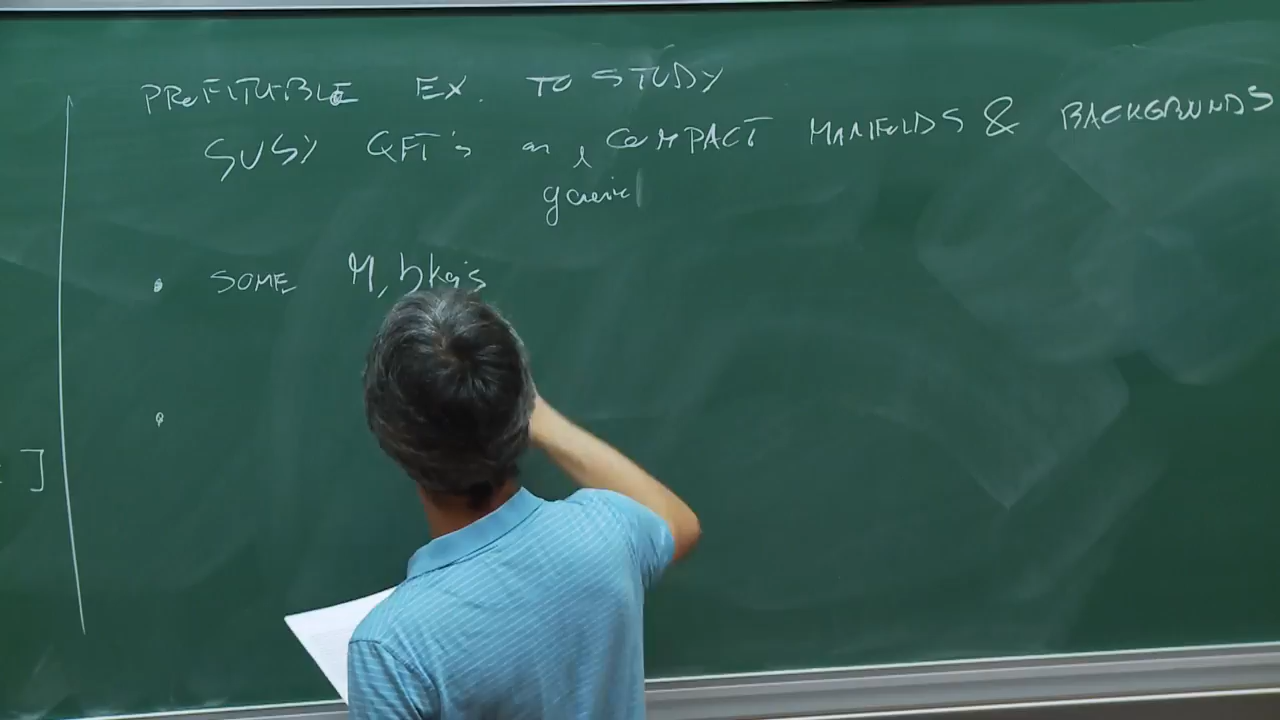 PROFITABLE EX. TO STUDY
SUSY QFT's on COMPACT MANIFOLDS & BACKGROUNDS
generic
• SOME M, bkg's
•
]